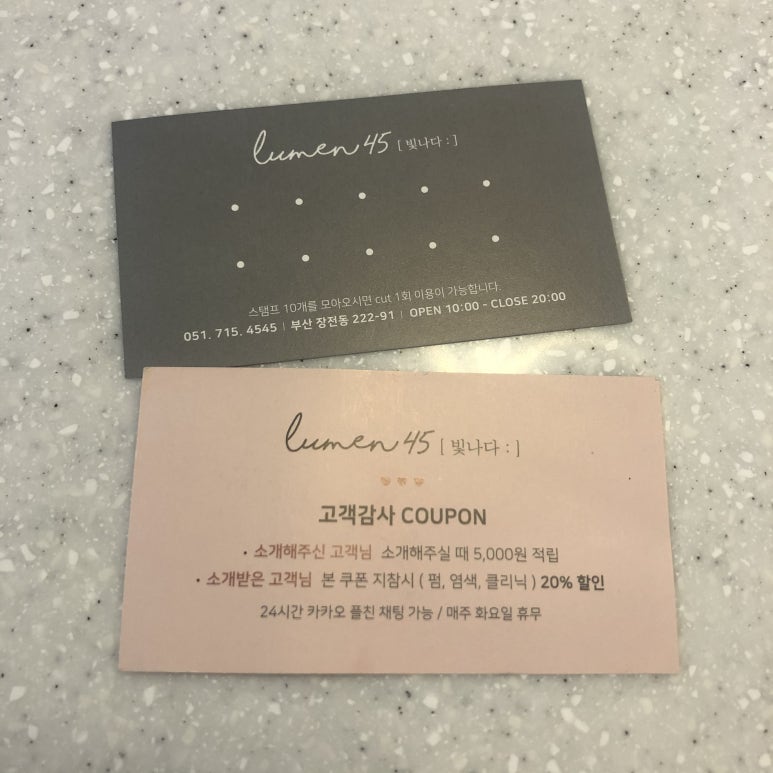 lumen 45 [ 빛나다 : ]
스탬프 10개를 모아오시면 cut 1회 이용이 가능합니다.
051. 715. 4545 | 부산 장전동 222-91 | OPEN 10:00 - CLOSE 20:00
lumen 45 [ 빛나다 : ]
고객감사 COUPON
• 소개해주신 고객님 소개해주실 때 5,000원 적립
• 소개받은 고객님 본 쿠폰 지참시 ( 펌, 염색, 클리닉 ) 20% 할인
24시간 카카오 플친 채팅 가능 / 매주 화요일 휴무